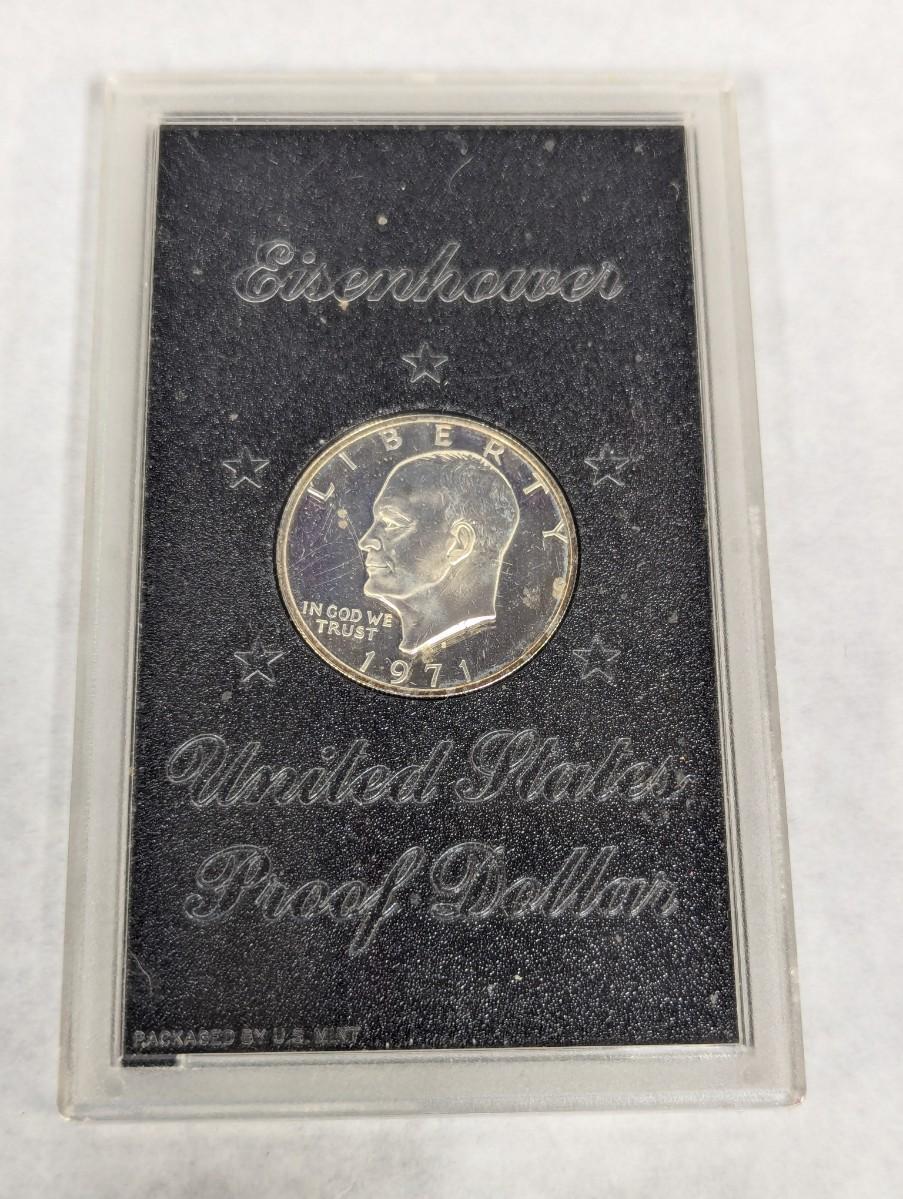 Eisenhower
LIBERTY
IN GOD WE
TRUST
1971
United States
Proof Dollar
PACKAGED BY U.S. MINT